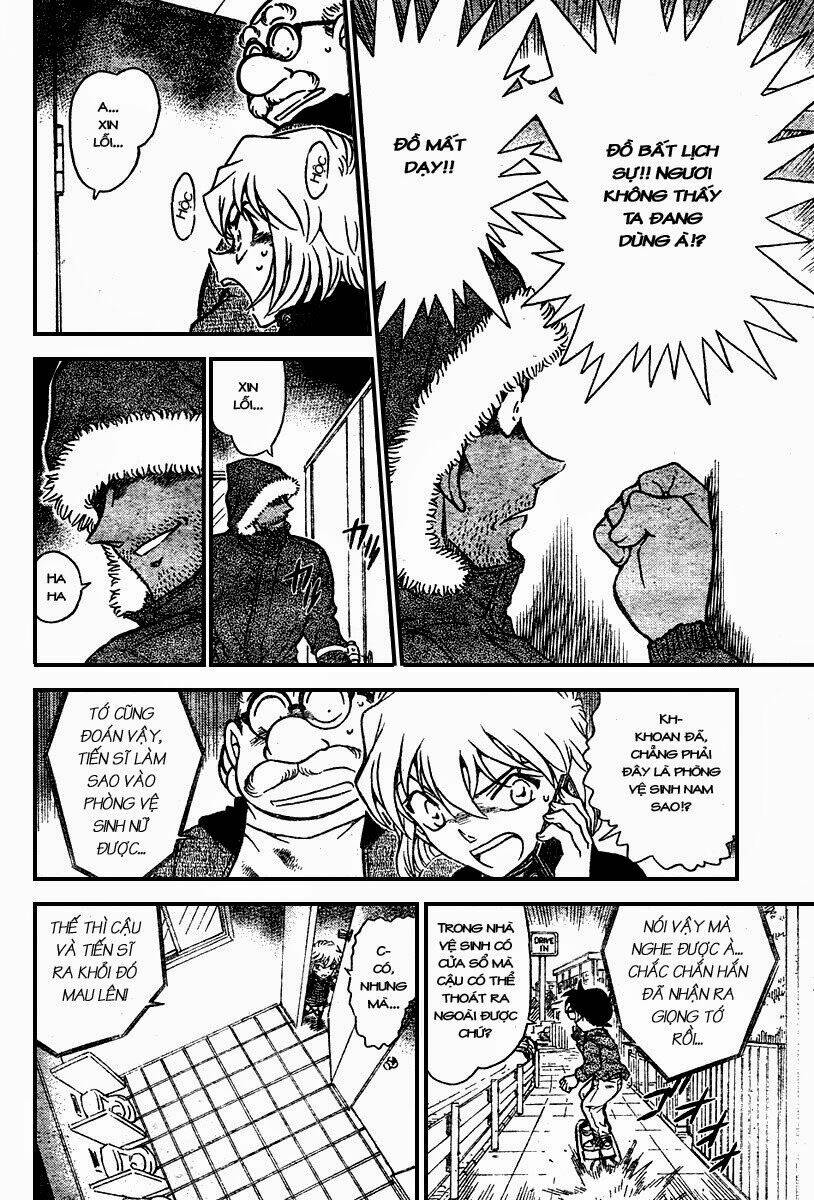 ĐỒ BẤT LỊCH
SỰ!! NGƯƠI
KHÔNG THẤY
TA ĐANG
DÙNG À!?
ĐỒ MẤT
DẠY!!
A...
XIN
LỖI...
HỘC
HỘC
XIN
LỖI...
HA
HA
KH-
KHOAN ĐÃ,
CHẲNG PHẢI
ĐÂY LÀ PHÒNG
VỆ SINH NAM
SAO!?
TỚ CŨNG
ĐOÁN VẬY,
TIẾN SĨ LÀM
SAO VÀO
PHÒNG VỆ
SINH NỮ
ĐƯỢC...
NÓI VẬY MÀ
NGHE ĐƯỢC À...
CHẮC CHẮN HẮN
ĐÃ NHẬN RA
GIỌNG TỚ
RỒI...
DRIVE
IN
TRONG NHÀ
VỆ SINH CÓ
CỬA SỔ MÀ
CẬU CÓ THỂ
THOÁT RA
NGOÀI ĐƯỢC
CHỨ?
C-
CÓ,
NHƯNG
MÀ...
THẾ THÌ CẬU
VÀ TIẾN SĨ
RA KHỎI ĐÓ
MAU LÊN!